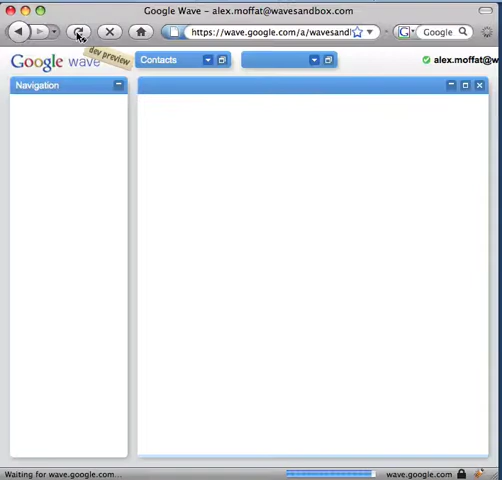 Google Wave – alex.moffat@wavesandbox.com
https://wave.google.com/a/wavesandl
Google
Google wave
dev preview
Contacts
alex.moffat@w
Navigation
Waiting for wave.google.com...
wave.google.com